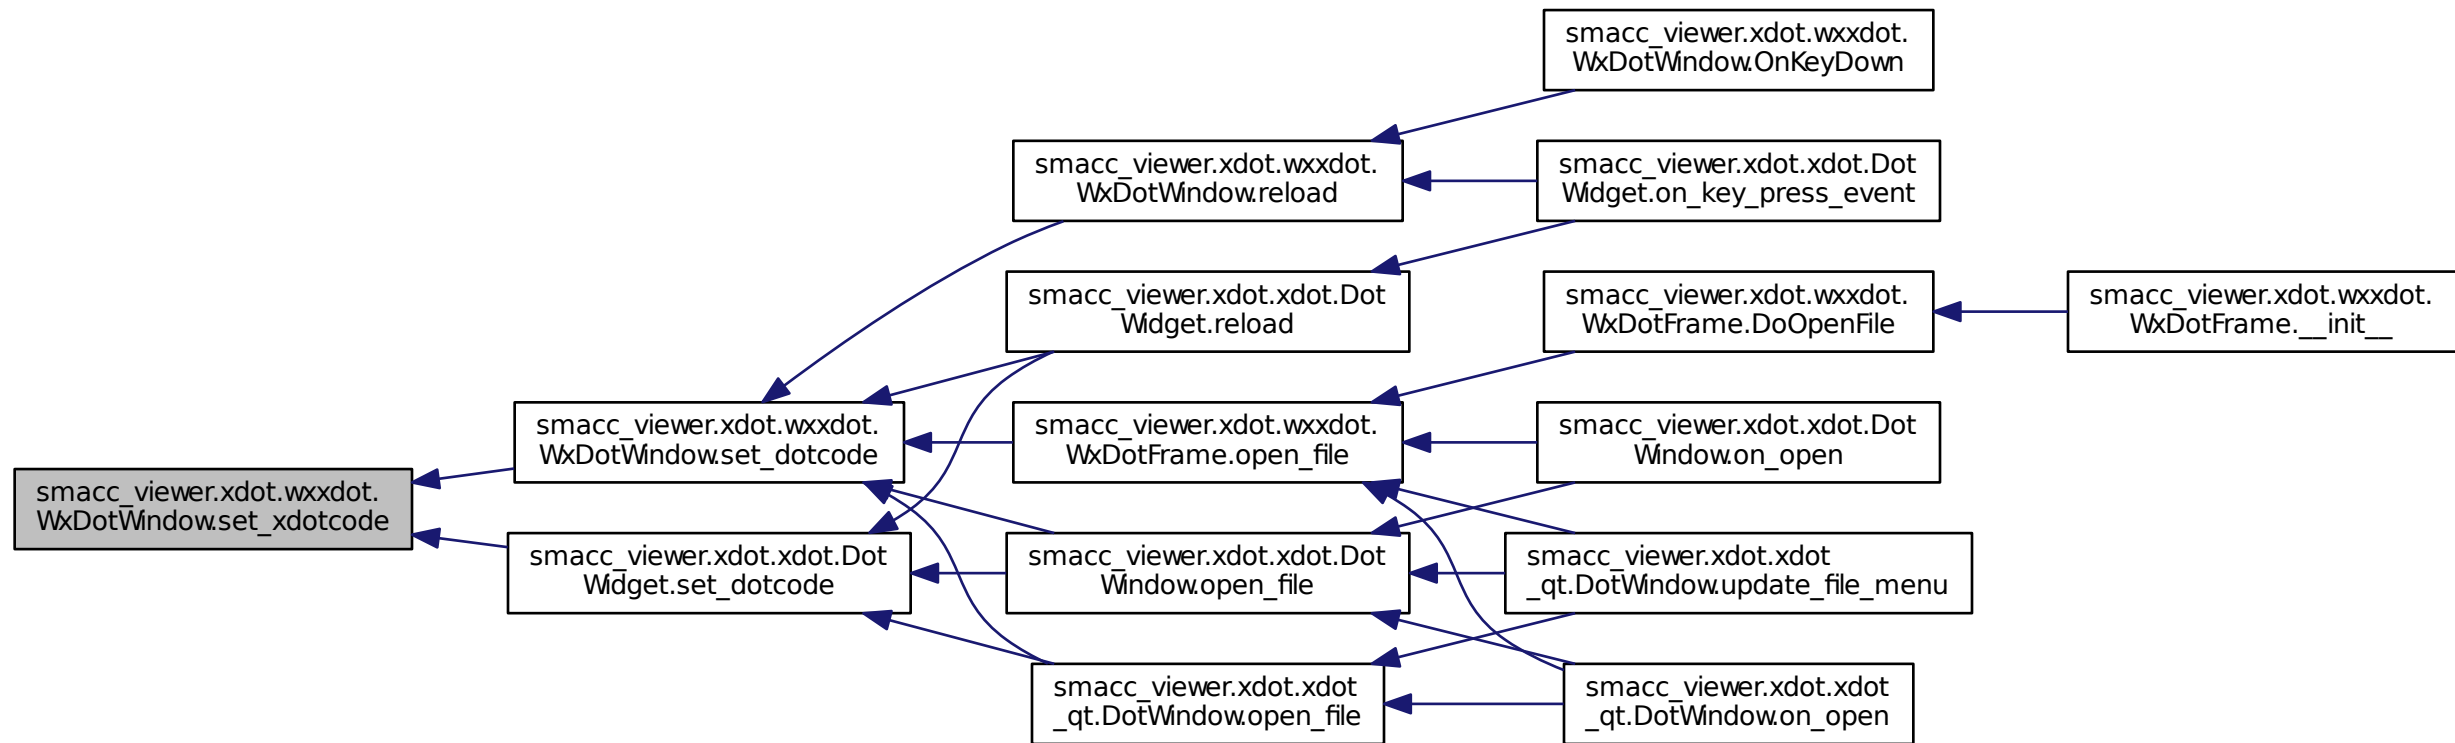 smacc_viewer.xdot.wxxdot.
WxDotWindow.OnKeyDown
smacc_viewer.xdot.wxxdot.
WxDotWindow.reload
smacc_viewer.xdot.xdot.Dot
Widget.on_key_press_event
smacc_viewer.xdot.xdot.Dot
Widget.reload
smacc_viewer.xdot.wxxdot.
WxDotFrame.DoOpenFile
smacc_viewer.xdot.wxxdot.
WxDotFrame.__init__
smacc_viewer.xdot.wxxdot.
WxDotWindow.set_dotcode
smacc_viewer.xdot.wxxdot.
WxDotFrame.open_file
smacc_viewer.xdot.xdot.Dot
Window.on_open
smacc_viewer.xdot.wxxdot.
WxDotWindow.set_xdotcode
smacc_viewer.xdot.xdot.Dot
Widget.set_dotcode
smacc_viewer.xdot.xdot.Dot
Window.open_file
smacc_viewer.xdot.xdot
_qt.DotWindow.update_file_menu
smacc_viewer.xdot.xdot
_qt.DotWindow.open_file
smacc_viewer.xdot.xdot
_qt.DotWindow.on_open